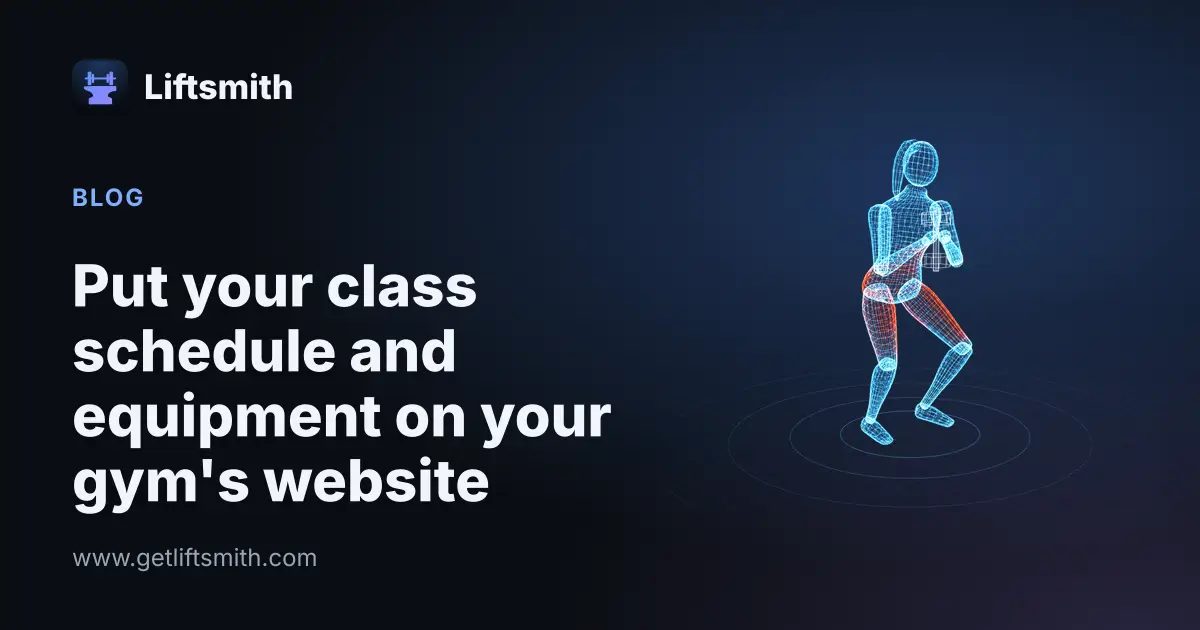 Liftsmith
BLOG
Put your class
schedule and
equipment on your
gym's website
www.getliftsmith.com